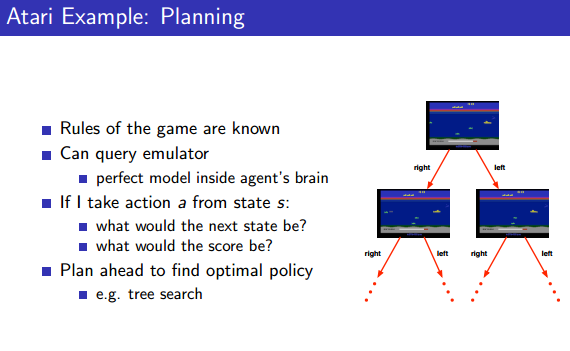 Atari Example: Planning
Rules of the game are known
Can query emulator
perfect model inside agent's brain
If I take action a from state s:
what would the next state be?
what would the score be?
Plan ahead to find optimal policy
e.g. tree search
right
left
right
left
right
left